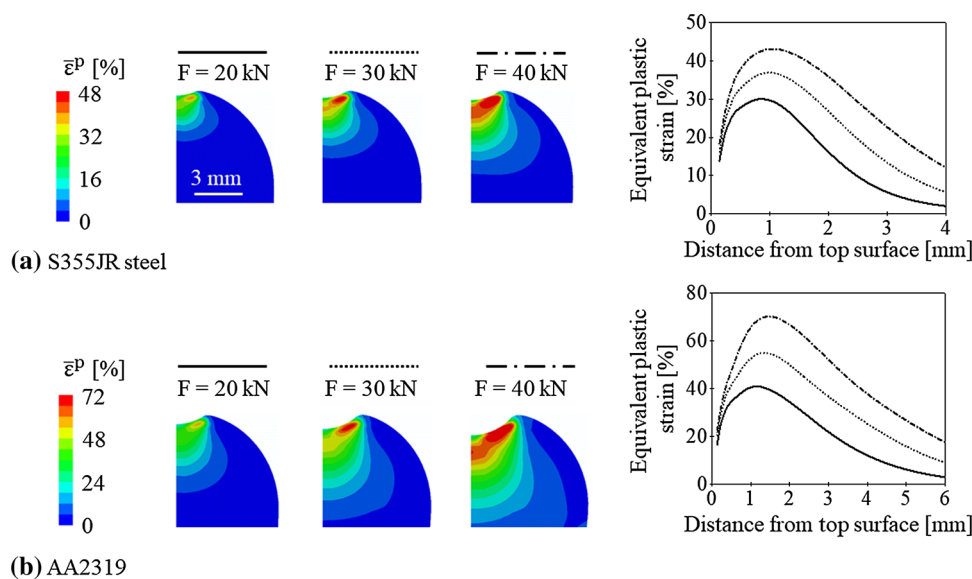 ε̄ᵖ [%]
48
32
16
0
F = 20 kN
F = 30 kN
F = 40 kN
3 mm
Equivalent plastic
strain [%]
50
40
30
20
10
0
0 1 2 3 4
Distance from top surface [mm]
(a) S355JR steel
ε̄ᵖ [%]
72
48
24
0
F = 20 kN
F = 30 kN
F = 40 kN
Equivalent plastic
strain [%]
80
60
40
20
0
0 1 2 3 4 5 6
Distance from top surface [mm]
(b) AA2319